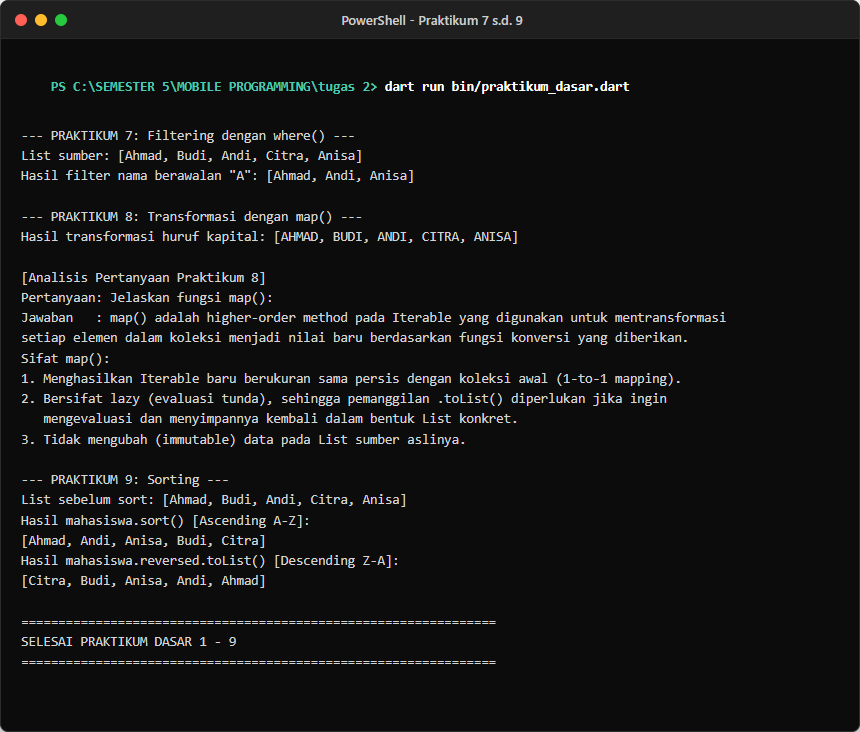 PowerShell - Praktikum 7 s.d. 9
PS C:\SEMESTER 5\MOBILE PROGRAMMING\tugas 2> dart run bin/praktikum_dasar.dart
--- PRAKTIKUM 7: Filtering dengan where() ---
List sumber: [Ahmad, Budi, Andi, Citra, Anisa]
Hasil filter nama berawalan "A": [Ahmad, Andi, Anisa]
--- PRAKTIKUM 8: Transformasi dengan map() ---
Hasil transformasi huruf kapital: [AHMAD, BUDI, ANDI, CITRA, ANISA]
[Analisis Pertanyaan Praktikum 8]
Pertanyaan: Jelaskan fungsi map():
Jawaban   : map() adalah higher-order method pada Iterable yang digunakan untuk mentransformasi
setiap elemen dalam koleksi menjadi nilai baru berdasarkan fungsi konversi yang diberikan.
Sifat map():
1. Menghasilkan Iterable baru berukuran sama persis dengan koleksi awal (1-to-1 mapping).
2. Bersifat lazy (evaluasi tunda), sehingga pemanggilan .toList() diperlukan jika ingin
   mengevaluasi dan menyimpannya kembali dalam bentuk List konkret.
3. Tidak mengubah (immutable) data pada List sumber aslinya.
--- PRAKTIKUM 9: Sorting ---
List sebelum sort: [Ahmad, Budi, Andi, Citra, Anisa]
Hasil mahasiswa.sort() [Ascending A-Z]:
[Ahmad, Andi, Anisa, Budi, Citra]
Hasil mahasiswa.reversed.toList() [Descending Z-A]:
[Citra, Budi, Anisa, Andi, Ahmad]
================================================================
SELESAI PRAKTIKUM DASAR 1 - 9
================================================================